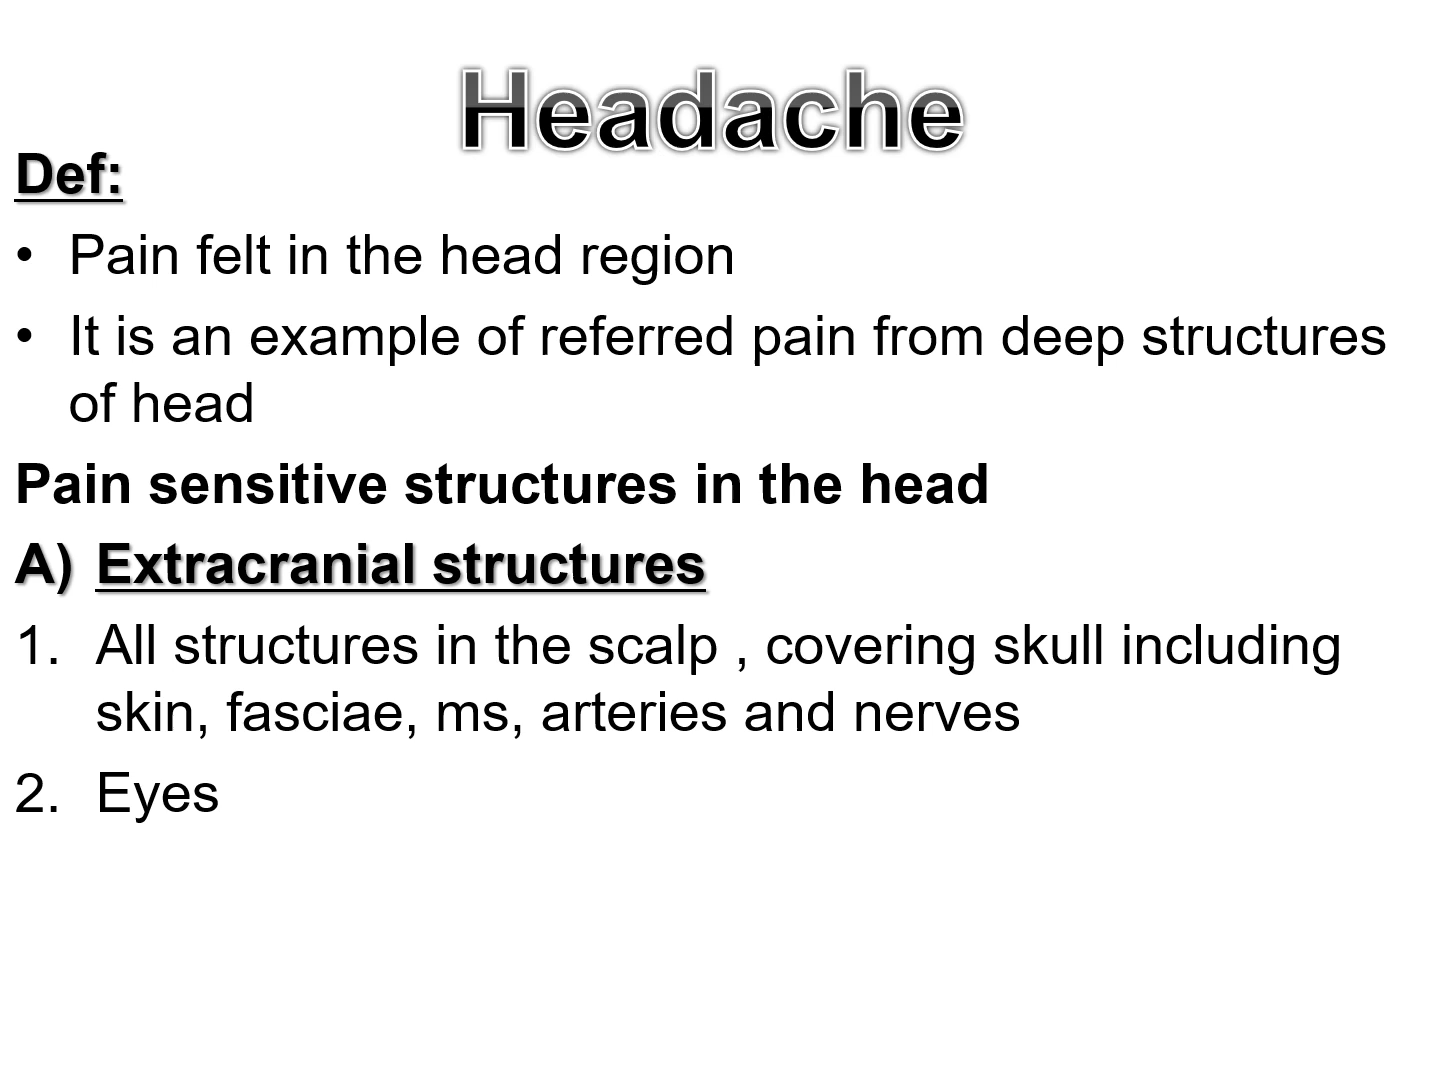 Headache
Def:
• Pain felt in the head region
• It is an example of referred pain from deep structures
of head
Pain sensitive structures in the head
A) Extracranial structures
1. All structures in the scalp , covering skull including
skin, fasciae, ms, arteries and nerves
2. Eyes